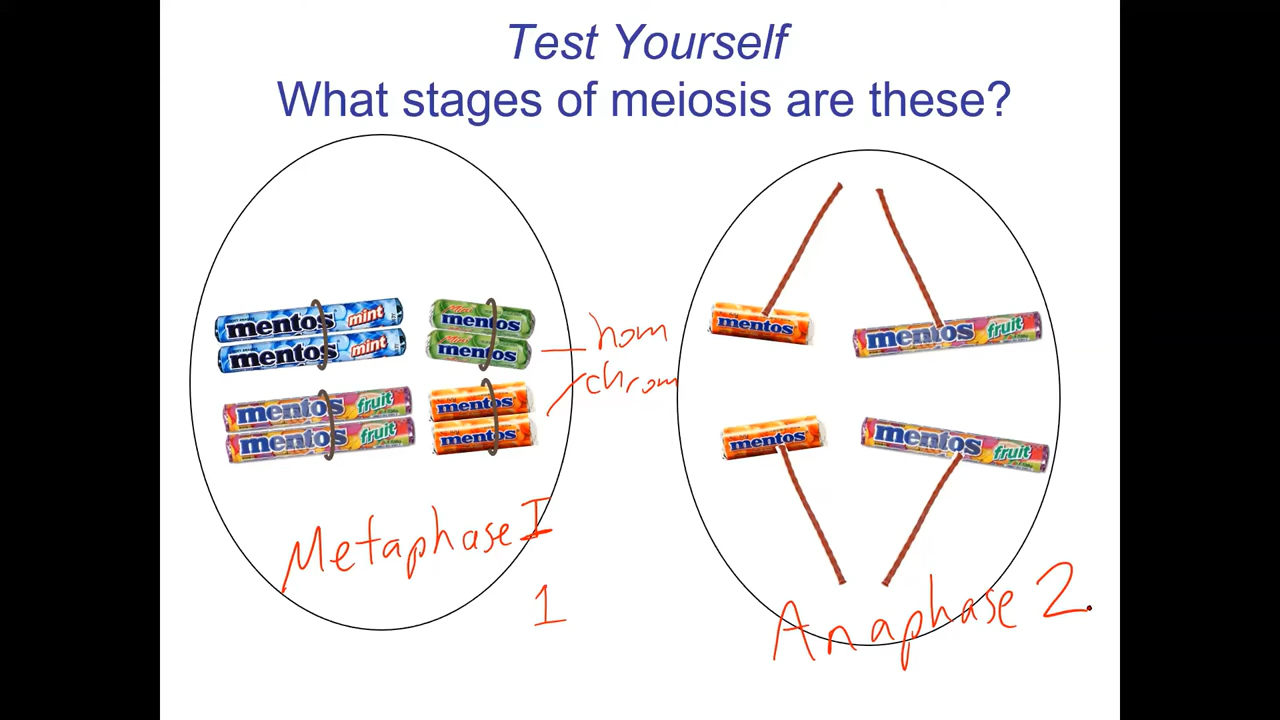 Test Yourself
What stages of meiosis are these?
mentos mint
mentos mint
mentos
mentos
hom
chrom
mentos fruit
mentos fruit
mentos
mentos
Metaphase I
1
mentos
mentos fruit
mentos
mentos fruit
Anaphase 2